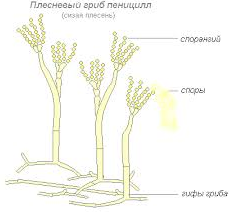 Плесневый гриб пеницилл
(сизая плесень)
спорангий
споры
гифы гриба